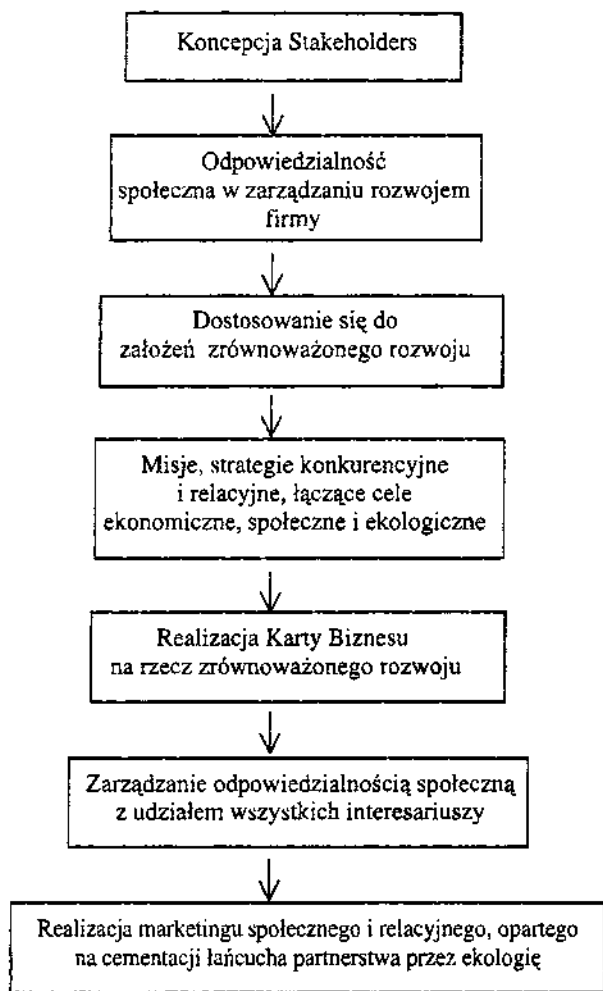 Koncepcja Stakeholders
Odpowiedzialność
społeczna w zarządzaniu rozwojem
firmy
Dostosowanie się do
założeń zrównoważonego rozwoju
Misje, strategie konkurencyjne
i relacyjne, łączące cele
ekonomiczne, społeczne i ekologiczne
Realizacja Karty Biznesu
na rzecz zrównoważonego rozwoju
Zarządzanie odpowiedzialnością społeczną
z udziałem wszystkich interesariuszy
Realizacja marketingu społecznego i relacyjnego, opartego
na cementacji łańcucha partnerstwa przez ekologię